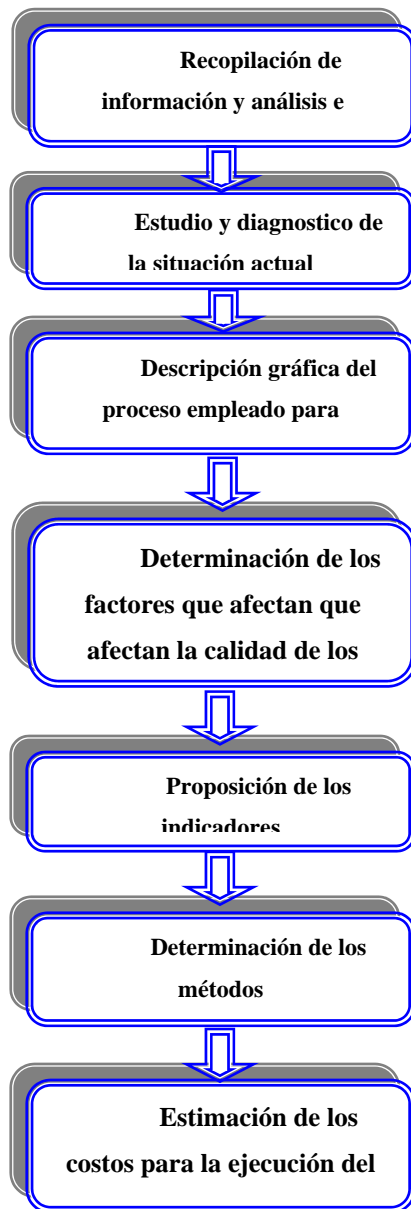 Recopilación de
información y análisis e
Estudio y diagnostico de
la situación actual
Descripción gráfica del
proceso empleado para
Determinación de los
factores que afectan que
afectan la calidad de los
Proposición de los
indicadores
Determinación de los
métodos
Estimación de los
costos para la ejecución del